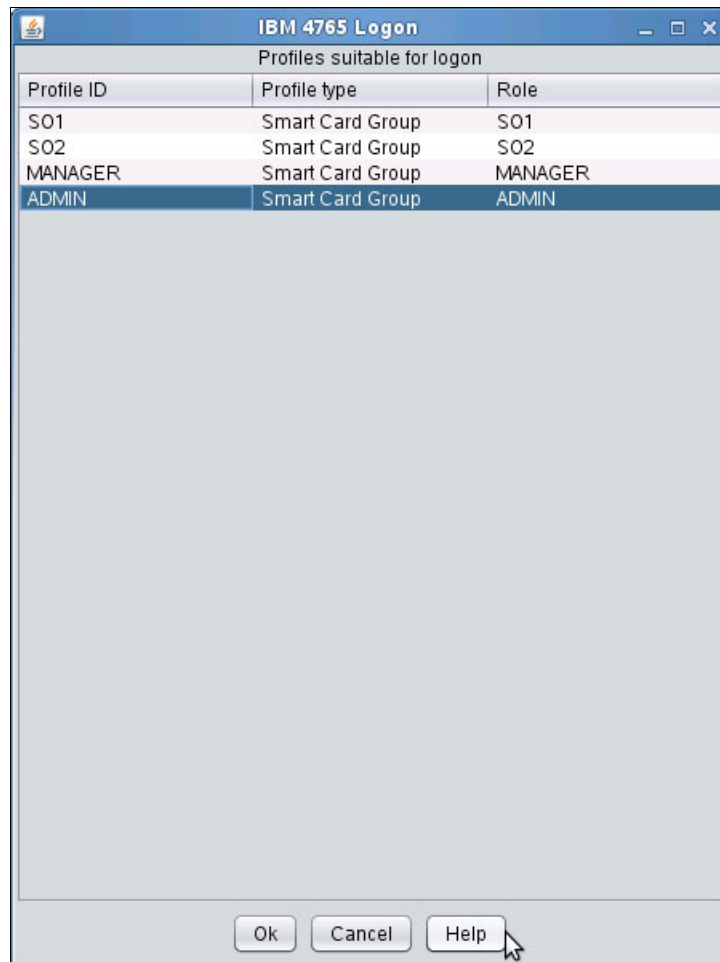 IBM 4765 Logon
Profiles suitable for logon
Profile ID Profile type Role
SO1 Smart Card Group SO1
SO2 Smart Card Group SO2
MANAGER Smart Card Group MANAGER
ADMIN Smart Card Group ADMIN
Ok Cancel Help